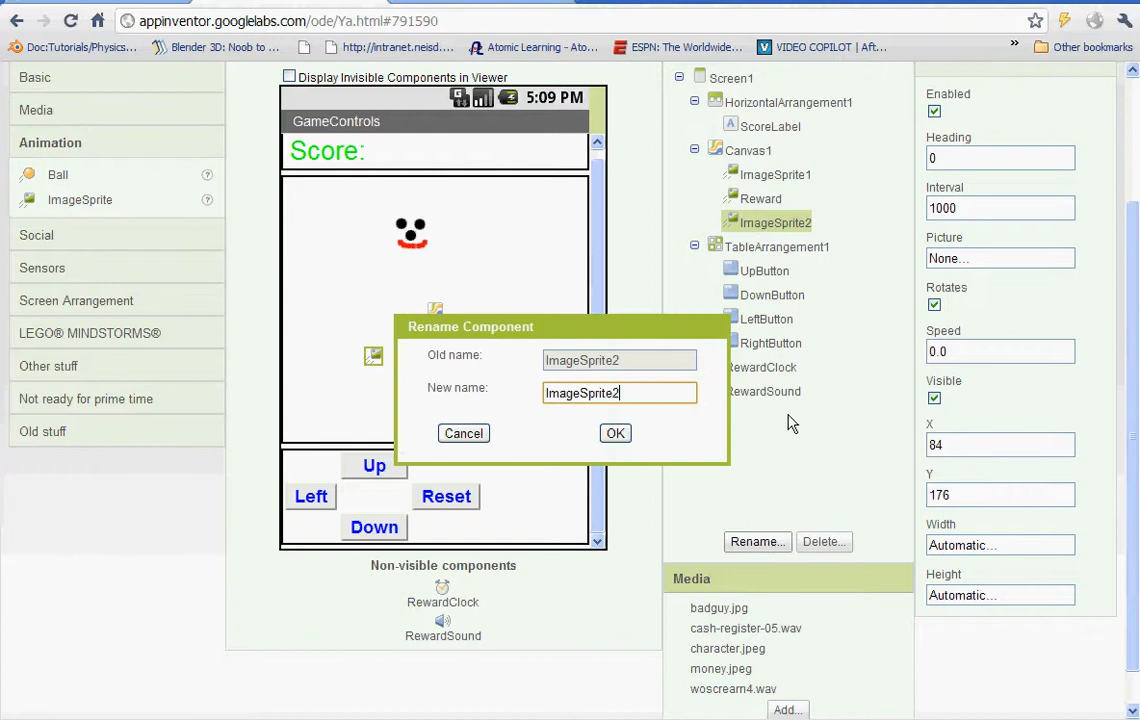 appinventor.googlelabs.com/ode/Ya.html#791590
Doc:Tutorials/Physics... Blender 3D: Noob to ... http://intranet.neisd.... Atomic Learning - Ato... ESPN: The Worldwide... VIDEO COPILOT | Aft... » Other bookmarks
Basic
Media
Animation
Ball
ImageSprite
Social
Sensors
Screen Arrangement
LEGO® MINDSTORMS®
Other stuff
Not ready for prime time
Old stuff
Display Invisible Components in Viewer
5:09 PM
GameControls
Score:
Up
Left
Reset
Down
Non-visible components
RewardClock
RewardSound
Rename Component
Old name:
ImageSprite2
New name:
ImageSprite2
Cancel
OK
Screen1
HorizontalArrangement1
ScoreLabel
Canvas1
ImageSprite1
Reward
ImageSprite2
TableArrangement1
UpButton
DownButton
LeftButton
RightButton
RewardClock
RewardSound
Rename...
Delete...
Media
badguy.jpg
cash-register-05.wav
character.jpeg
money.jpeg
woscrearn4.wav
Add...
Enabled
Heading
0
Interval
1000
Picture
None...
Rotates
Speed
0.0
Visible
X
84
Y
176
Width
Automatic...
Height
Automatic...